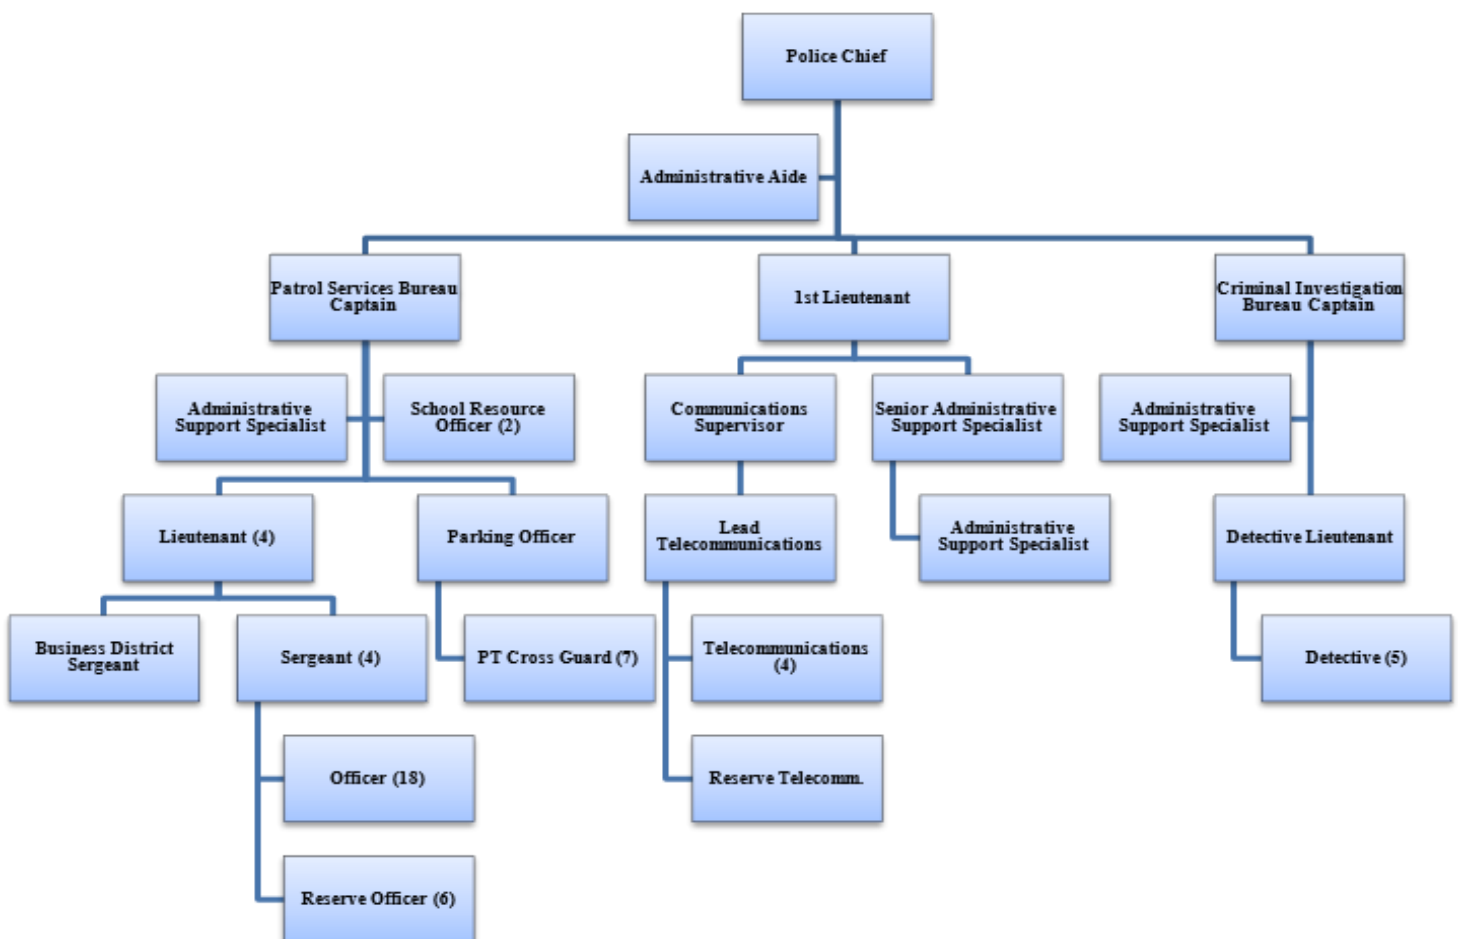 Police Chief
Administrative Aide
Patrol Services Bureau
Captain
1st Lieutenant
Criminal Investigation
Bureau Captain
Administrative
Support Specialist
School Resource
Officer (2)
Communications
Supervisor
Senior Administrative
Support Specialist
Administrative
Support Specialist
Lieutenant (4)
Parking Officer
Lead
Telecommunications
Administrative
Support Specialist
Detective Lieutenant
Business District
Sergeant
Sergeant (4)
PT Cross Guard (7)
Telecommunications
(4)
Detective (5)
Officer (18)
Reserve Telecomm.
Reserve Officer (6)